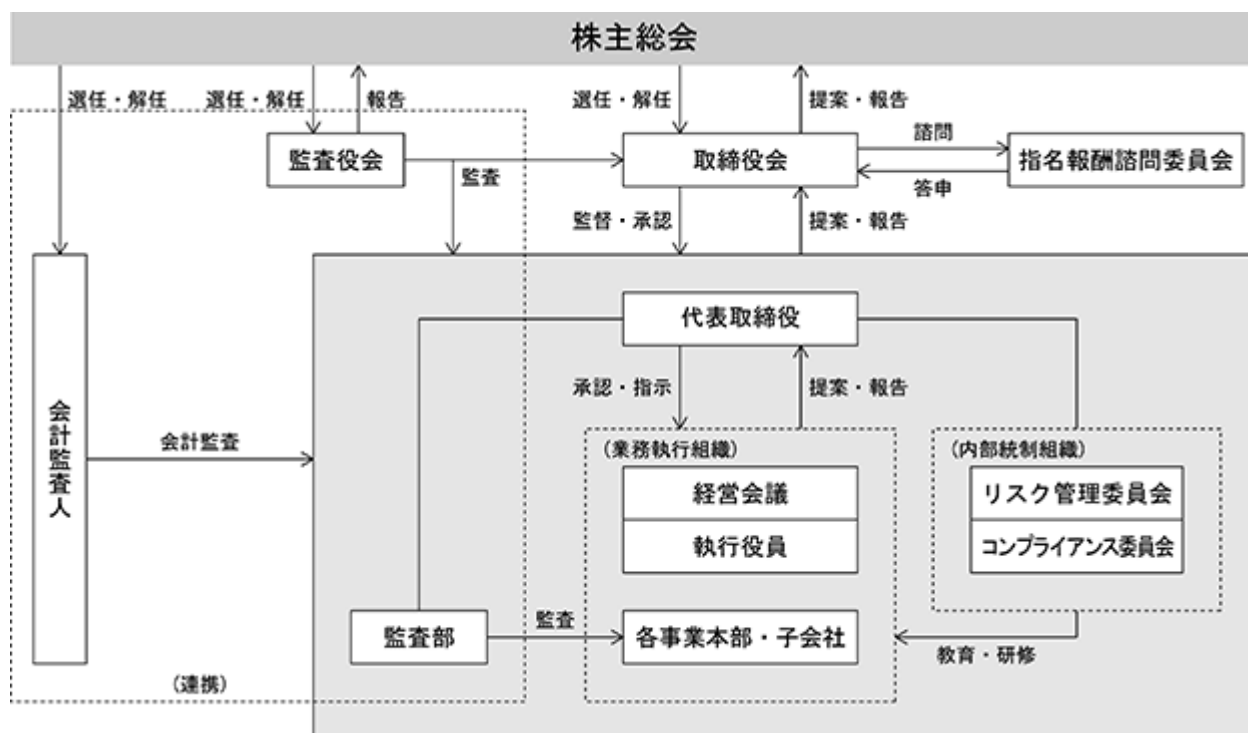 株主総会
選任・解任
選任・解任
報告
選任・解任
提案・報告
監査役会
取締役会
諮問
答申
指名報酬諮問委員会
監査
監督・承認
提案・報告
代表取締役
承認・指示
提案・報告
会計監査人
会計監査
(業務執行組織)
経営会議
執行役員
(内部統制組織)
リスク管理委員会
コンプライアンス委員会
監査部
監査
各事業本部・子会社
教育・研修
(連携)